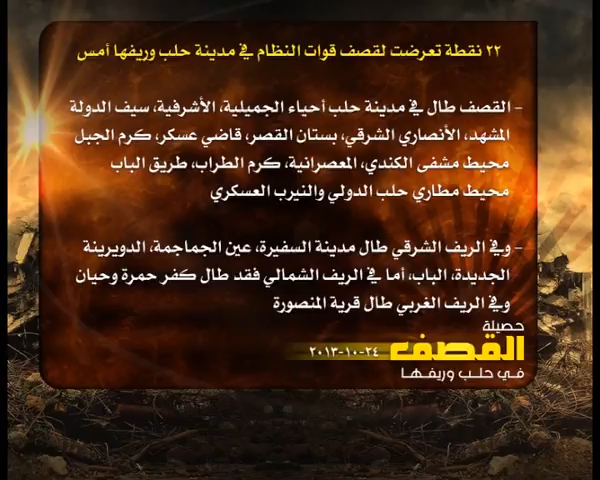 ٢٢ نقطة تعرضت لقصف قوات النظام في مدينة حلب وريفها أمس
- القصف طال في مدينة حلب أحياء الجميلية، الأشرفية، سيف الدولة
المشهد، الأنصاري الشرقي، بستان القصر، قاضي عسكر، كرم الجبل
محيط مشفى الكندي، المعصرانية، كرم الطراب، طريق الباب
محيط مطاري حلب الدولي والنيرب العسكري
- وفي الريف الشرقي طال مدينة السفيرة، عين الجماجمة، الدويرينة
الجديدة، الباب، أما في الريف الشمالي فقد طال كفر حمرة وحيان
وفي الريف الغربي طال قرية المنصورة
حصيلة
القصف
٢٤-١٠-٢٠١٣
في حلب وريفها